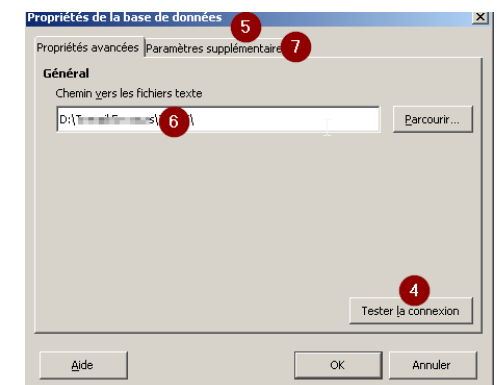 Propriétés de la base de données
5
Propriétés avancées Paramètres supplémentaire
7
Général
Chemin vers les fichiers texte
D:\
6
Parcourir...
4
Tester la connexion
Aide
OK
Annuler